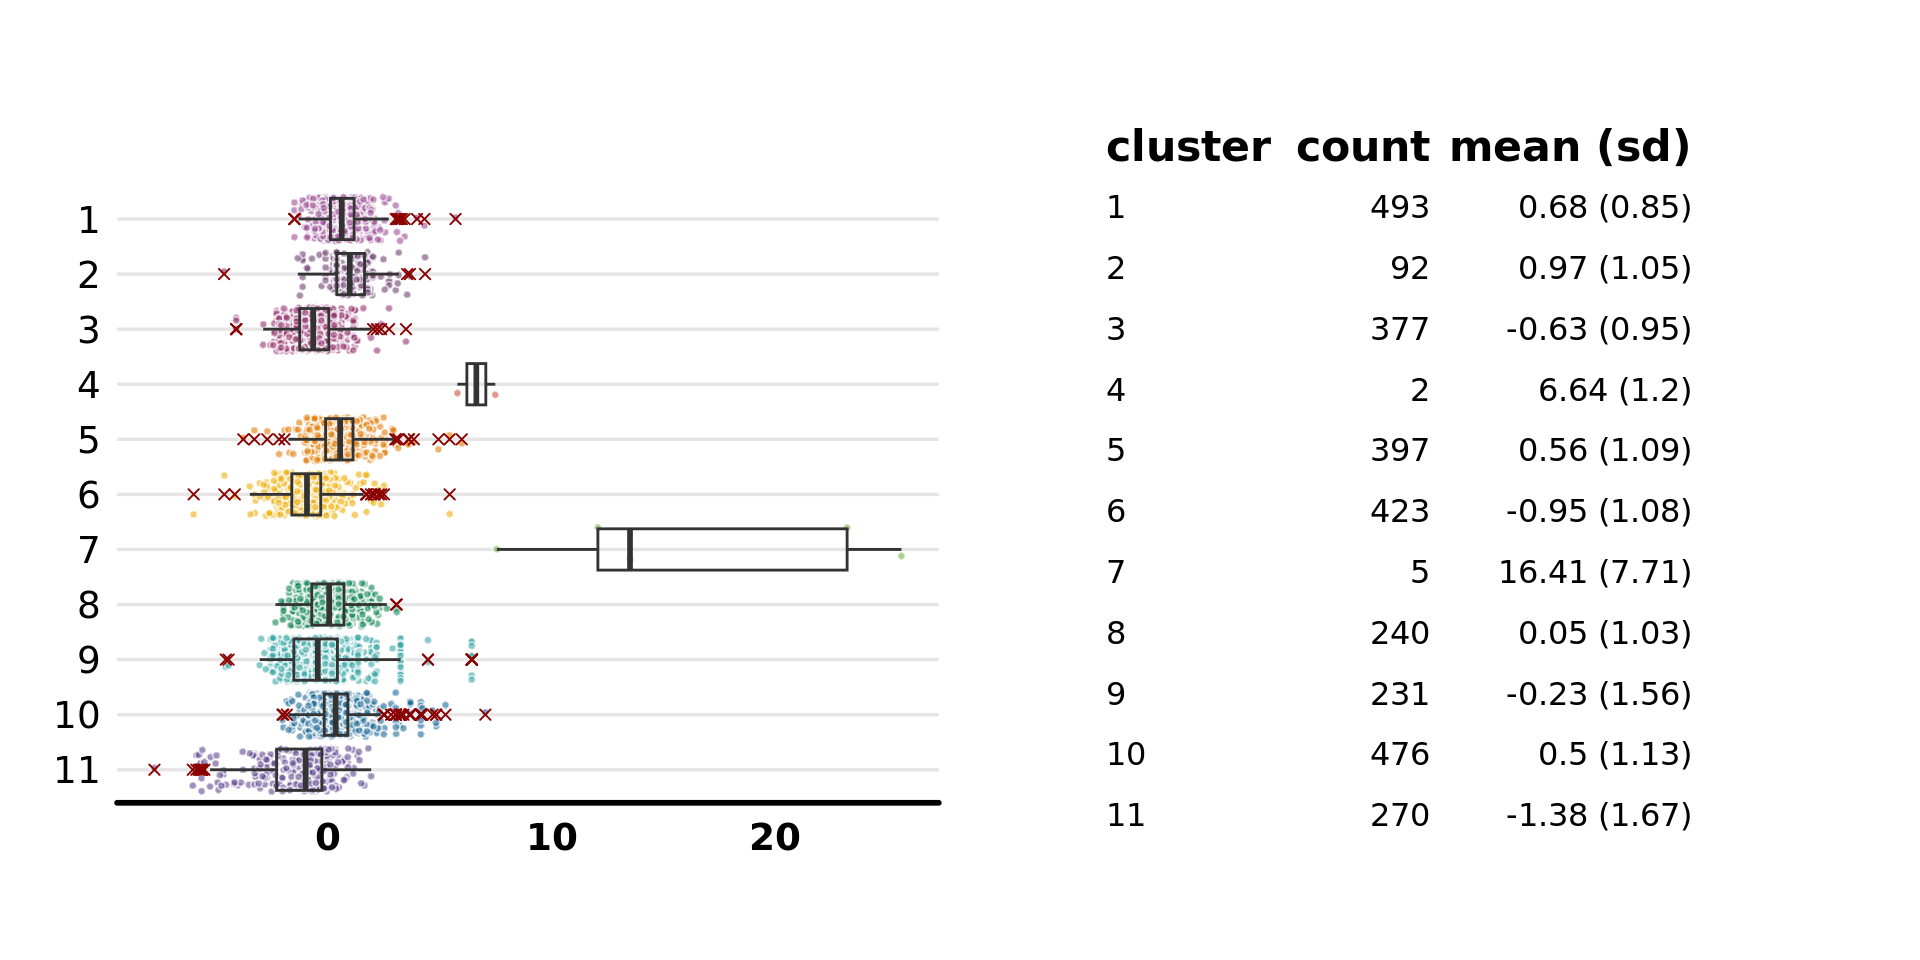 cluster count mean (sd)
1 493 0.68 (0.85)
2 92 0.97 (1.05)
3 377 -0.63 (0.95)
4 2 6.64 (1.2)
5 397 0.56 (1.09)
6 423 -0.95 (1.08)
7 5 16.41 (7.71)
8 240 0.05 (1.03)
9 231 -0.23 (1.56)
10 476 0.5 (1.13)
11 270 -1.38 (1.67)
1
2
3
4
5
6
7
8
9
10
11
0 10 20